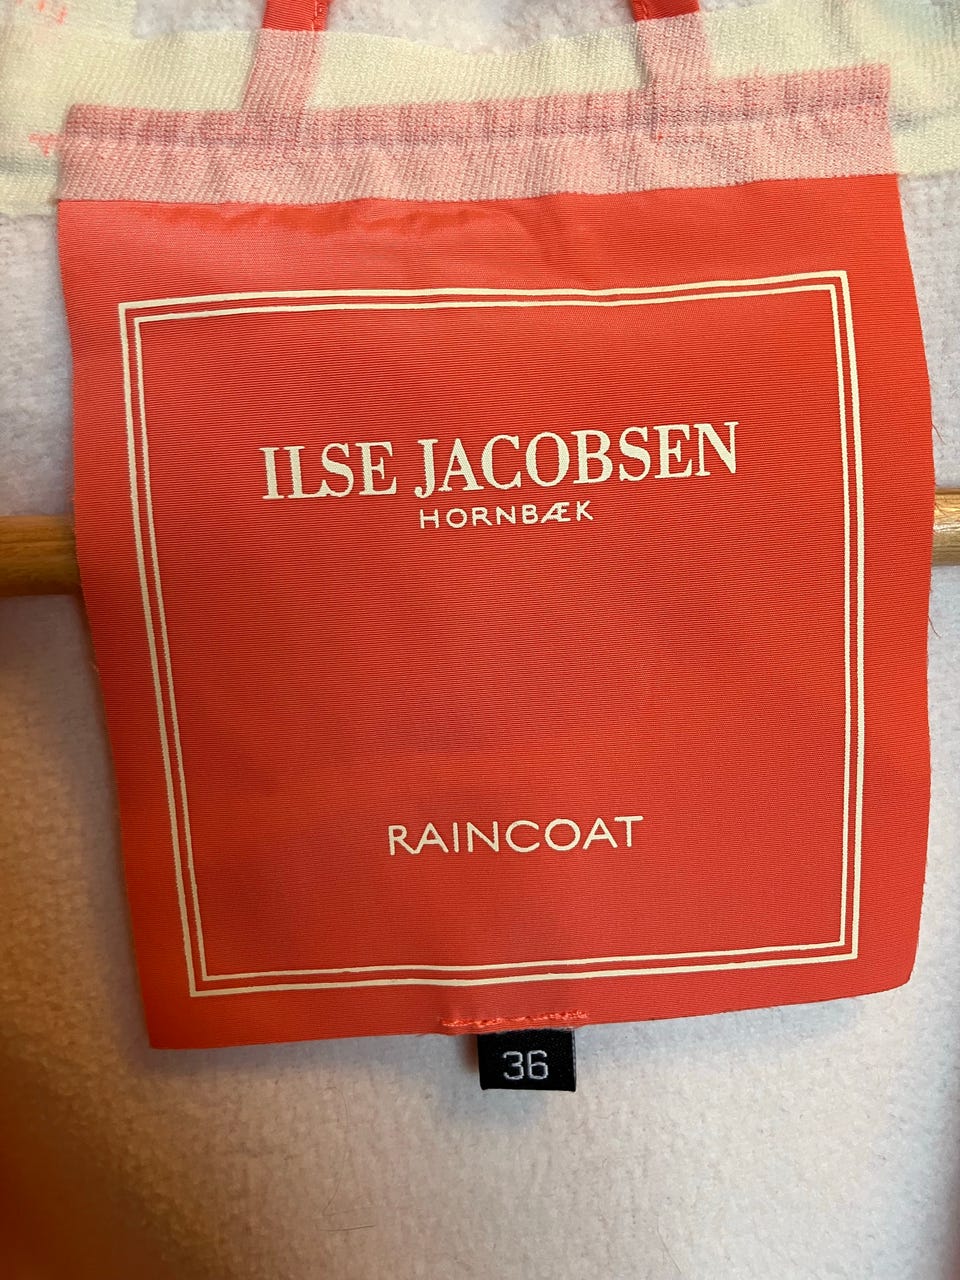 ILSE JACOBSEN
HORNBÆK
RAINCOAT
36